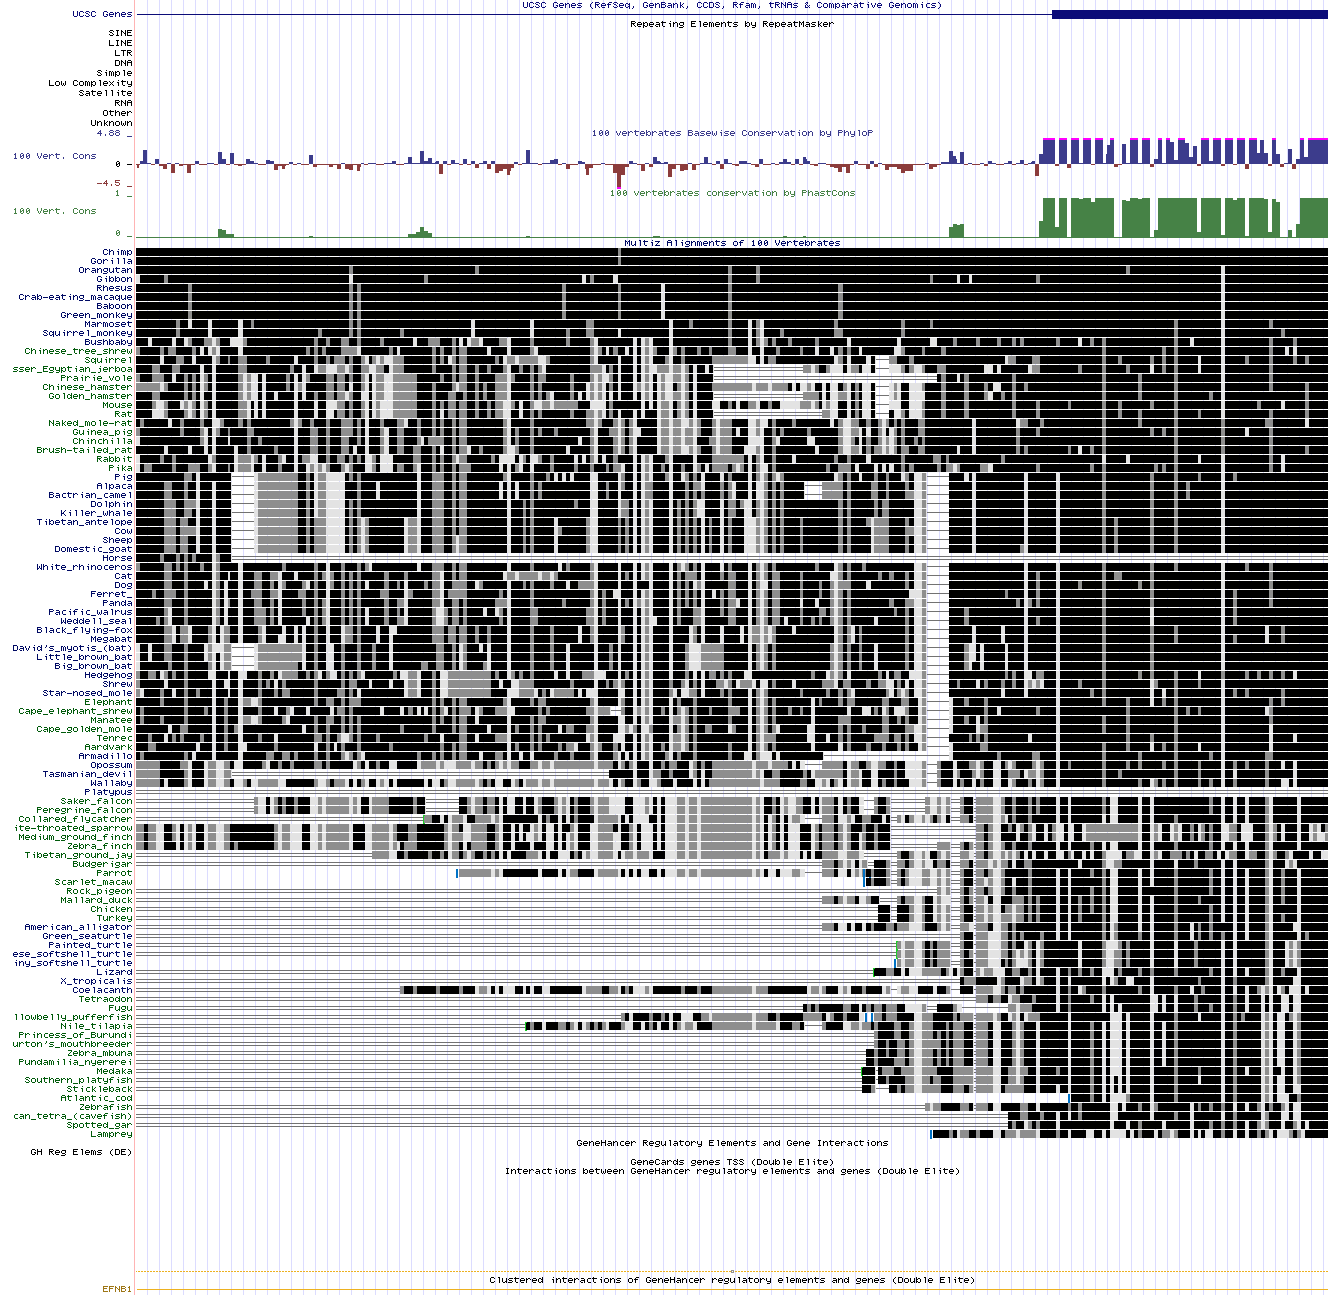 UCSC Genes (RefSeq, GenBank, CCDS, Rfam, tRNAs & Comparative Genomics)
UCSC Genes
Repeating Elements by RepeatMasker
SINE
LINE
LTR
DNA
Simple
Low Complexity
Satellite
RNA
Other
Unknown
4.88 _
100 vertebrates Basewise Conservation by PhyloP
100 Vert. Cons
0 _
-4.5 _
1 _
100 vertebrates conservation by PhastCons
100 Vert. Cons
0 _
Multiz Alignments of 100 Vertebrates
Chimp
Gorilla
Orangutan
Gibbon
Rhesus
Crab-eating_macaque
Baboon
Green_monkey
Marmoset
Squirrel_monkey
Bushbaby
Chinese_tree_shrew
Squirrel
sser_Egyptian_jerboa
Prairie_vole
Chinese_hamster
Golden_hamster
Mouse
Rat
Naked_mole-rat
Guinea_pig
Chinchilla
Brush-tailed_rat
Rabbit
Pika
Pig
Alpaca
Bactrian_camel
Dolphin
Killer_whale
Tibetan_antelope
Cow
Sheep
Domestic_goat
Horse
White_rhinoceros
Cat
Dog
Ferret_
Panda
Pacific_walrus
Weddell_seal
Black_flying-fox
Megabat
David's_myotis_(bat)
Little_brown_bat
Big_brown_bat
Hedgehog
Shrew
Star-nosed_mole
Elephant
Cape_elephant_shrew
Manatee
Cape_golden_mole
Tenrec
Aardvark
Armadillo
Opossum
Tasmanian_devil
Wallaby
Platypus
Saker_falcon
Peregrine_falcon
Collared_flycatcher
ite-throated_sparrow
Medium_ground_finch
Zebra_finch
Tibetan_ground_jay
Budgerigar
Parrot
Scarlet_macaw
Rock_pigeon
Mallard_duck
Chicken
Turkey
American_alligator
Green_seaturtle
Painted_turtle
ese_softshell_turtle
iny_softshell_turtle
Lizard
X_tropicalis
Coelacanth
Tetraodon
Fugu
llowbelly_pufferfish
Nile_tilapia
Princess_of_Burundi
urton's_mouthbreeder
Zebra_mbuna
Pundamilia_nyererei
Medaka
Southern_platyfish
Stickleback
Atlantic_cod
Zebrafish
can_tetra_(cavefish)
Spotted_gar
Lamprey
GeneHancer Regulatory Elements and Gene Interactions
GH Reg Elems (DE)
GeneCards genes TSS (Double Elite)
Interactions between GeneHancer regulatory elements and genes (Double Elite)
Clustered interactions of GeneHancer regulatory elements and genes (Double Elite)
EFNB1